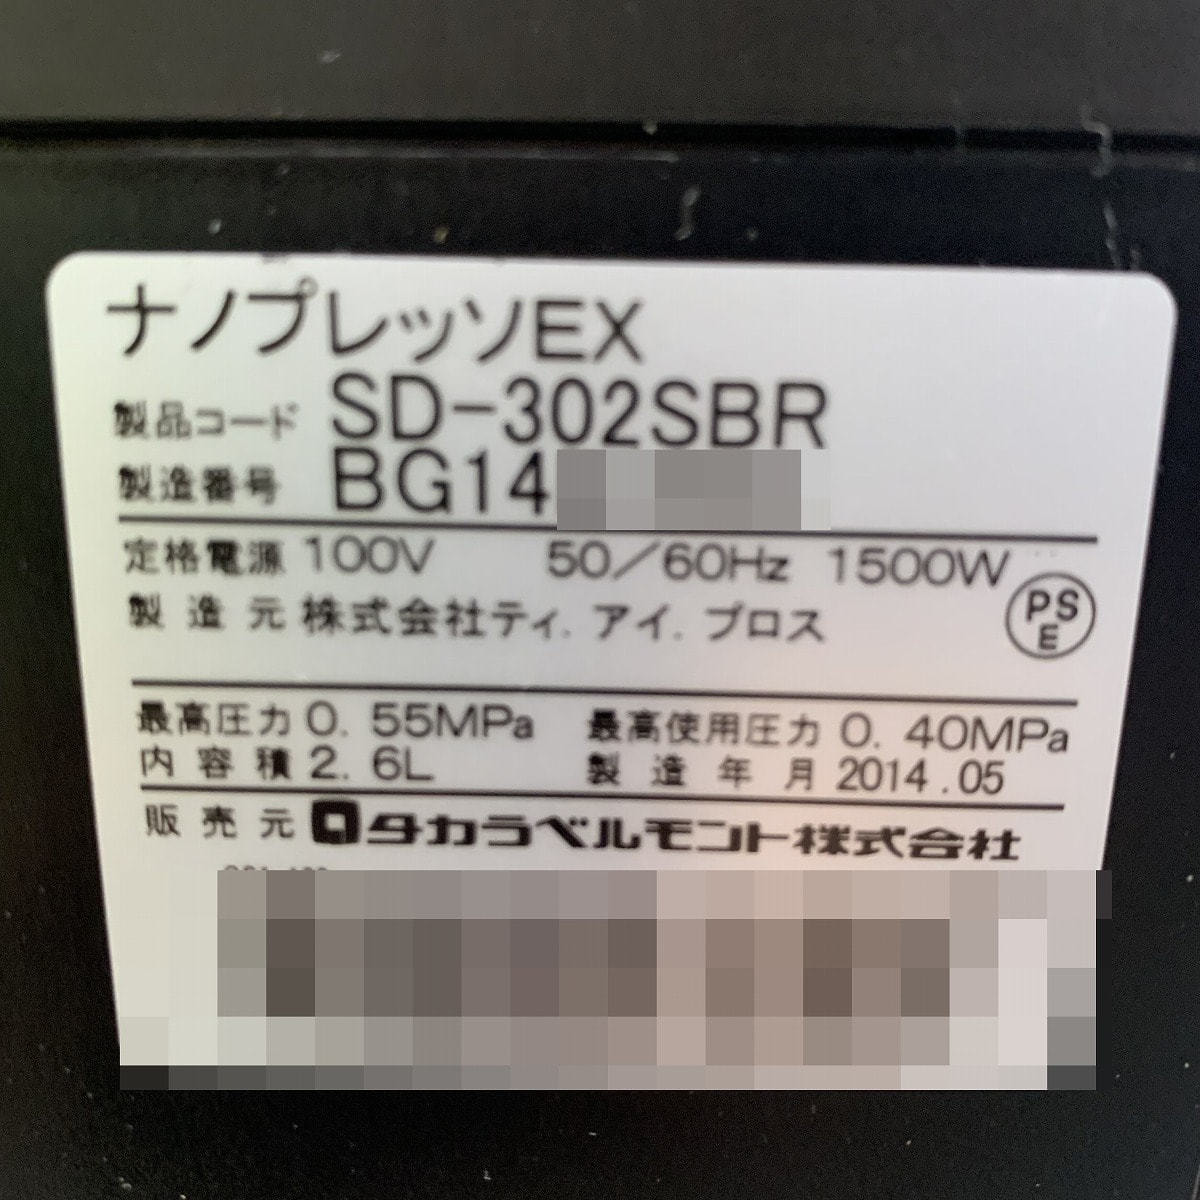 ナノプレッソEX
製品コード SD-302SBR
製造番号 BG14
定格電源 100V 50/60Hz 1500W
製造元 株式会社ティ.アイ.プロス
PS
E
最高圧力 0.55MPa 最高使用圧力 0.40MPa
内容積 2.6L 製造年月 2014.05
販売元 タカラベルモント株式会社